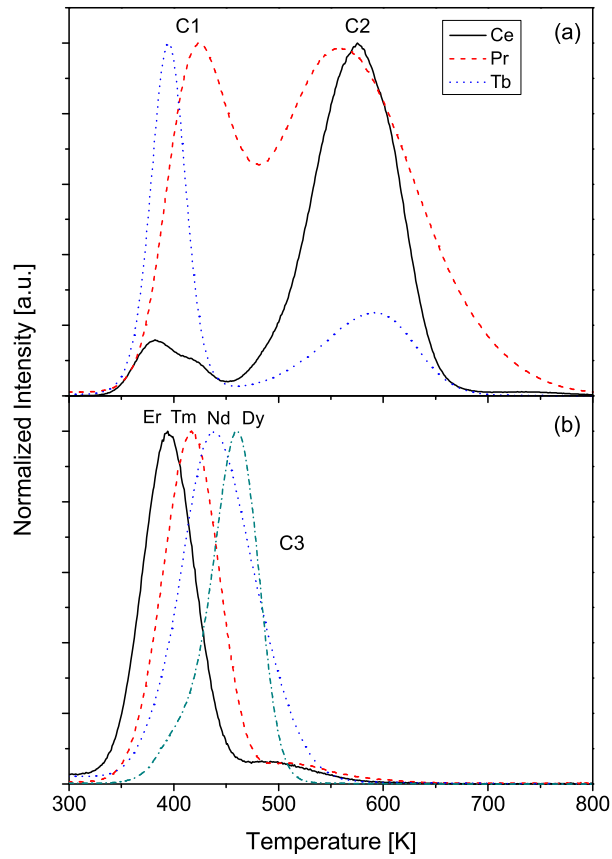 C1 C2 (a)
Ce
Pr
Tb
Normalized Intensity [a.u.]
Er Tm Nd Dy (b)
C3
300 400 500 600 700 800
Temperature [K]